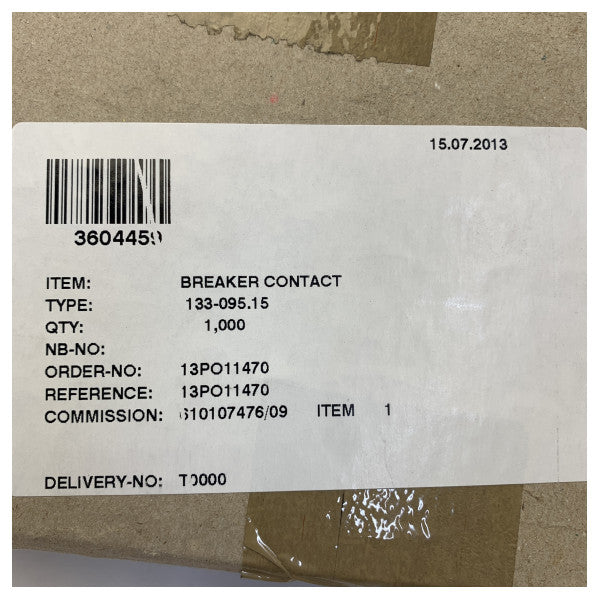 15.07.2013
ITEM: BREAKER CONTACT
TYPE: 133-095.15
QTY: 1,000
NB-NO:
ORDER-NO: 13PO11470
REFERENCE: 13PO11470
COMMISSION: 610107476/09 ITEM 1
DELIVERY-NO: T0000